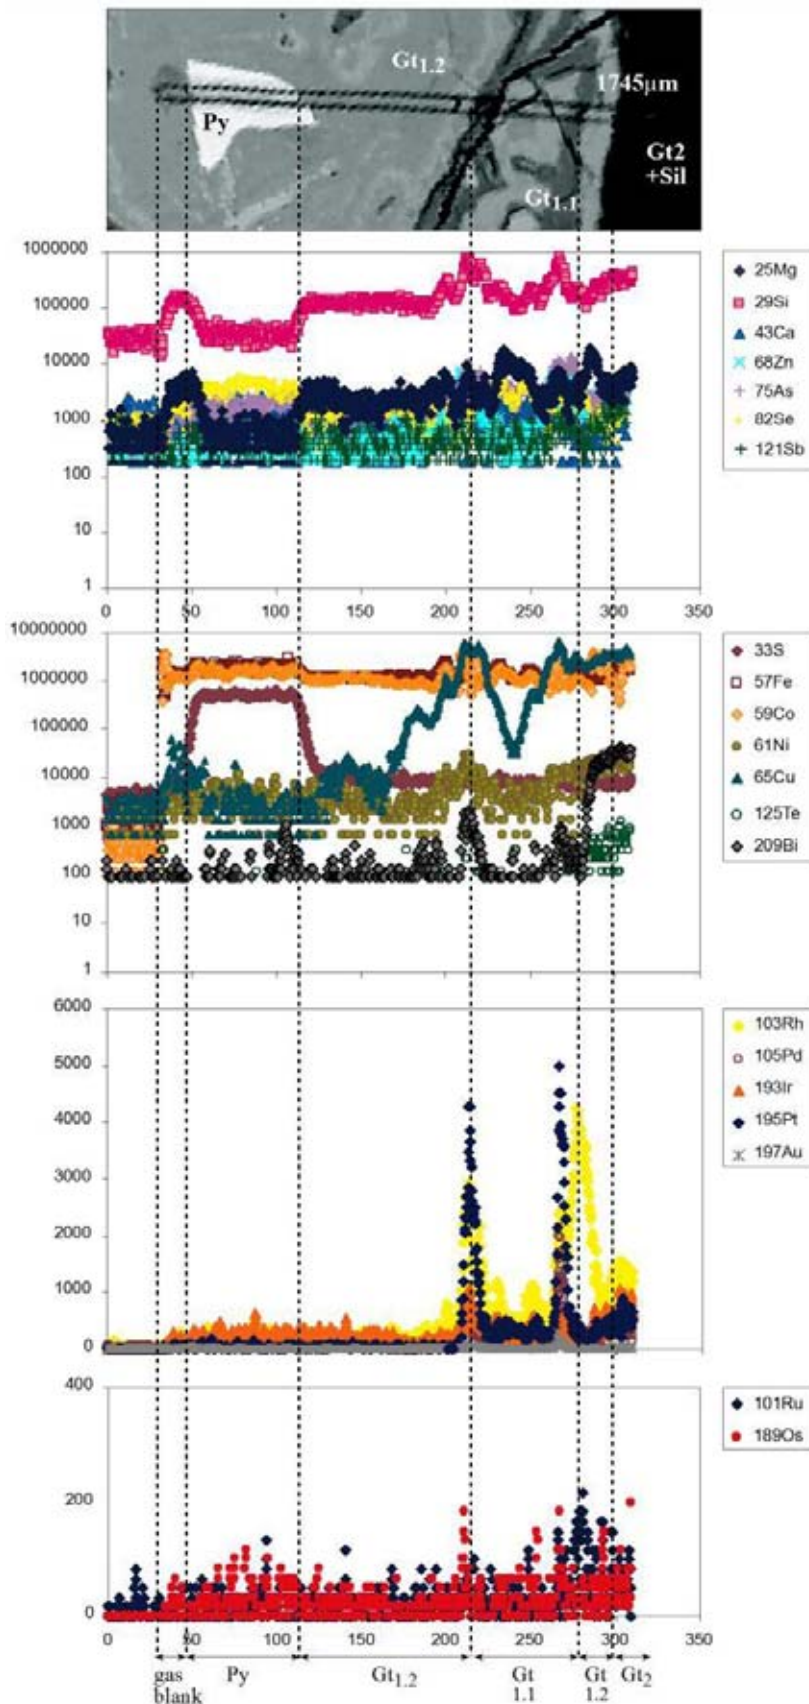 Gt1.2
1745µm
Py
Gt2
+Sil
Gt1.1
1000000
100000
10000
1000
100
10
1
0 50 100 150 200 250 300 350
25Mg
29Si
43Ca
68Zn
75As
82Se
121Sb
10000000
1000000
100000
10000
1000
100
10
1
33S
57Fe
59Co
61Ni
65Cu
125Te
209Bi
6000
5000
4000
3000
2000
1000
0
103Rh
105Pd
193Ir
195Pt
197Au
400
200
0
101Ru
189Os
0 50 100 150 200 250 300 350
gas blank Py Gt1.2 Gt 1.1 Gt 1.2 Gt2